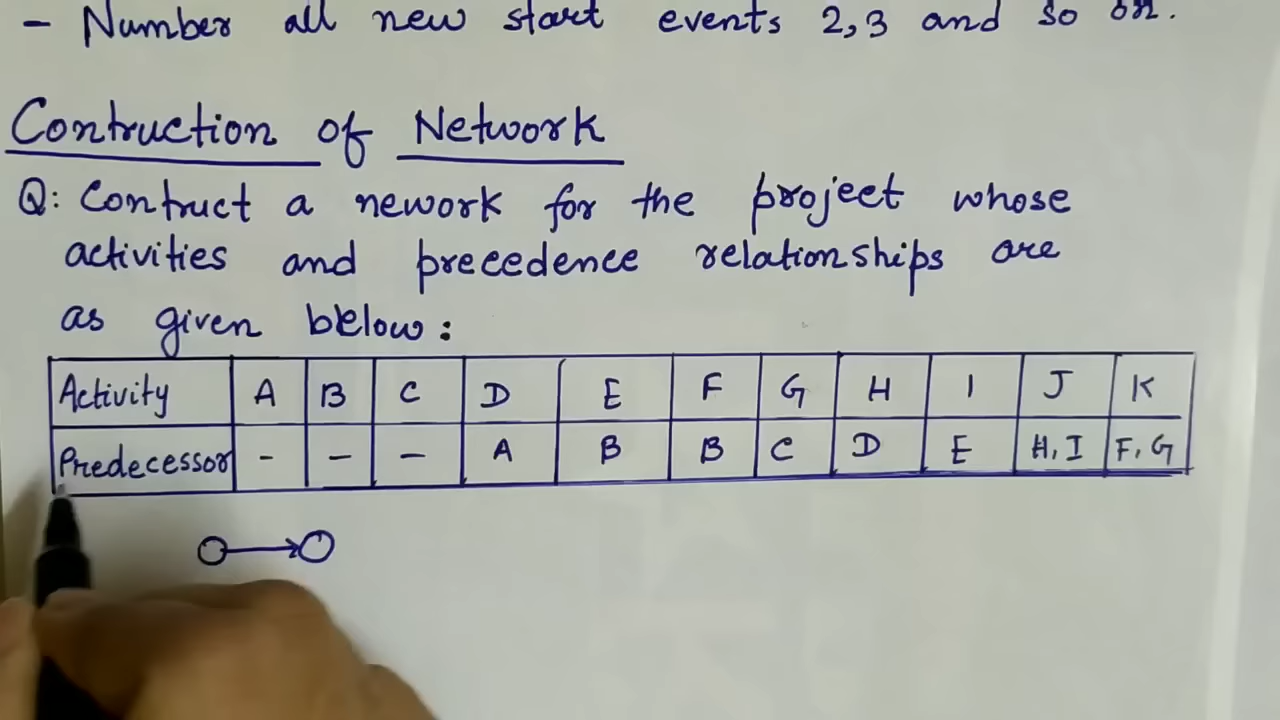 - Number all new start events 2,3 and so on.
Contruction of Network
Q: Contruct a nework for the project whose
activities and precedence relationships are
as given below:
Activity A B C D E F G H I J K
Predecessor - - - A B B C D E H, I F, G